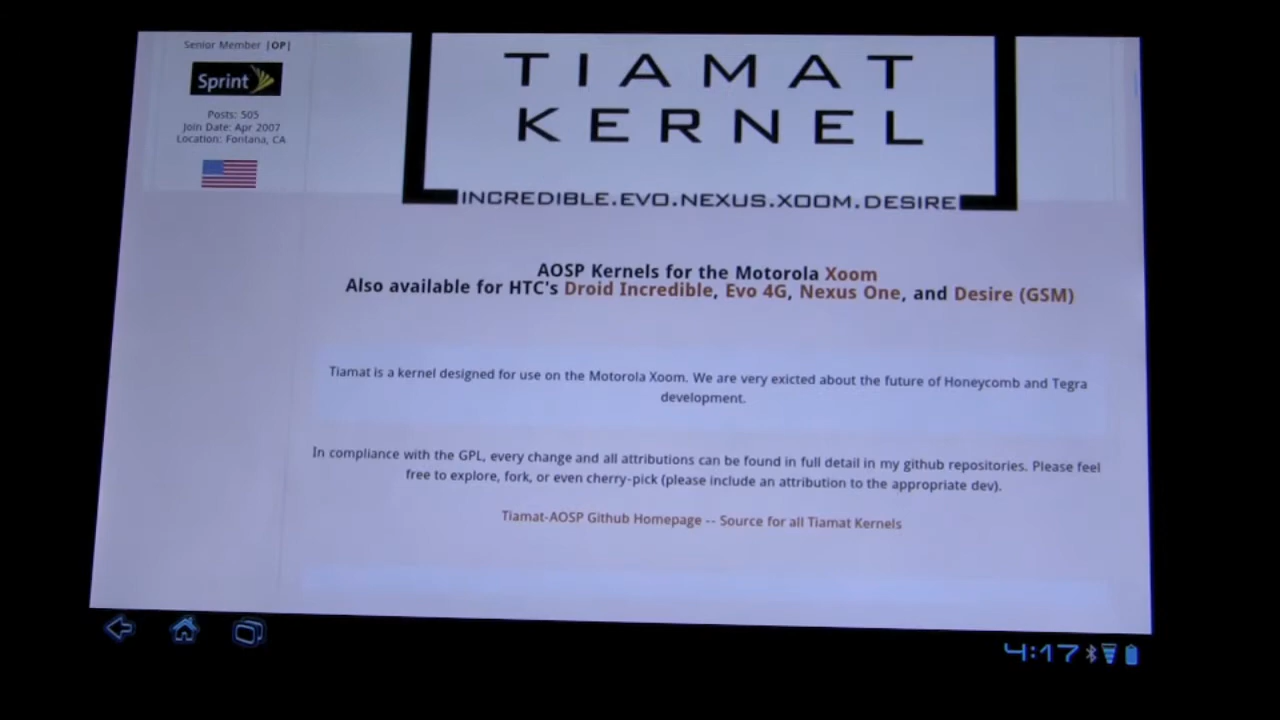 Senior Member |OP|
Sprint
Posts: 505
Join Date: Apr 2007
Location: Fontana, CA
TIAMAT
KERNEL
INCREDIBLE.EVO.NEXUS.XOOM.DESIRE
AOSP Kernels for the Motorola Xoom
Also available for HTC's Droid Incredible, Evo 4G, Nexus One, and Desire (GSM)
Tiamat is a kernel designed for use on the Motorola Xoom. We are very exicted about the future of Honeycomb and Tegra
development.
In compliance with the GPL, every change and all attributions can be found in full detail in my github repositories. Please feel
free to explore, fork, or even cherry-pick (please include an attribution to the appropriate dev).
Tiamat-AOSP Github Homepage -- Source for all Tiamat Kernels
4:17